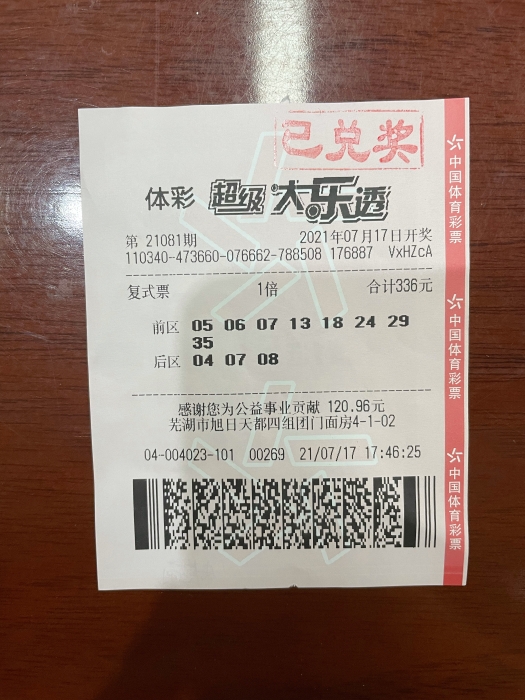 已兑奖
体彩 超级大乐透
第 21081期 2021年07月17日开奖
110340-473660-076662-788508 176887 VxHZcA
复式票 1倍 合计336元
前区 05 06 07 13 18 24 29
35
后区 04 07 08
感谢您为公益事业贡献 120.96元
芜湖市旭日天都四组团门面房4-1-02
04-004023-101 00269 21/07/17 17:46:25
中国体育彩票
中国体育彩票
中国体育彩票